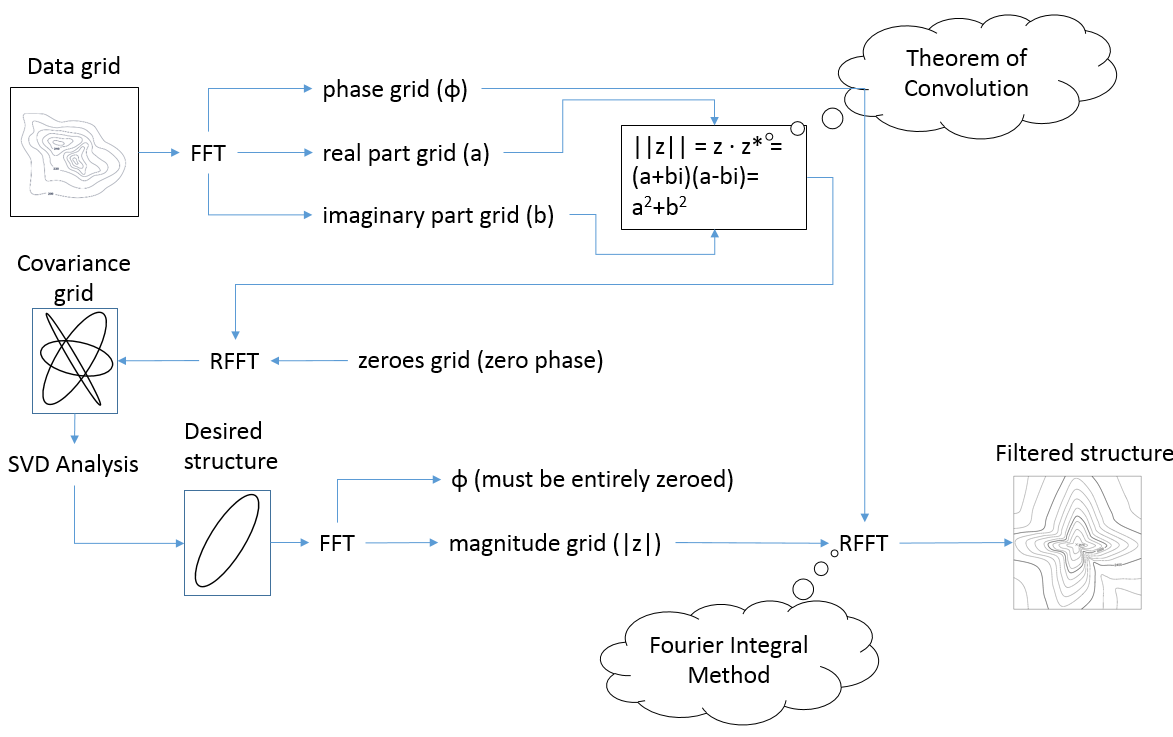 Data grid
FFT
phase grid (ϕ)
real part grid (a)
imaginary part grid (b)
||z|| = z · z* =
(a+bi)(a-bi)=
a²+b²
Theorem of
Convolution
Covariance
grid
RFFT
zeroes grid (zero phase)
SVD Analysis
Desired
structure
FFT
ϕ (must be entirely zeroed)
magnitude grid (|z|)
RFFT
Fourier Integral
Method
Filtered structure